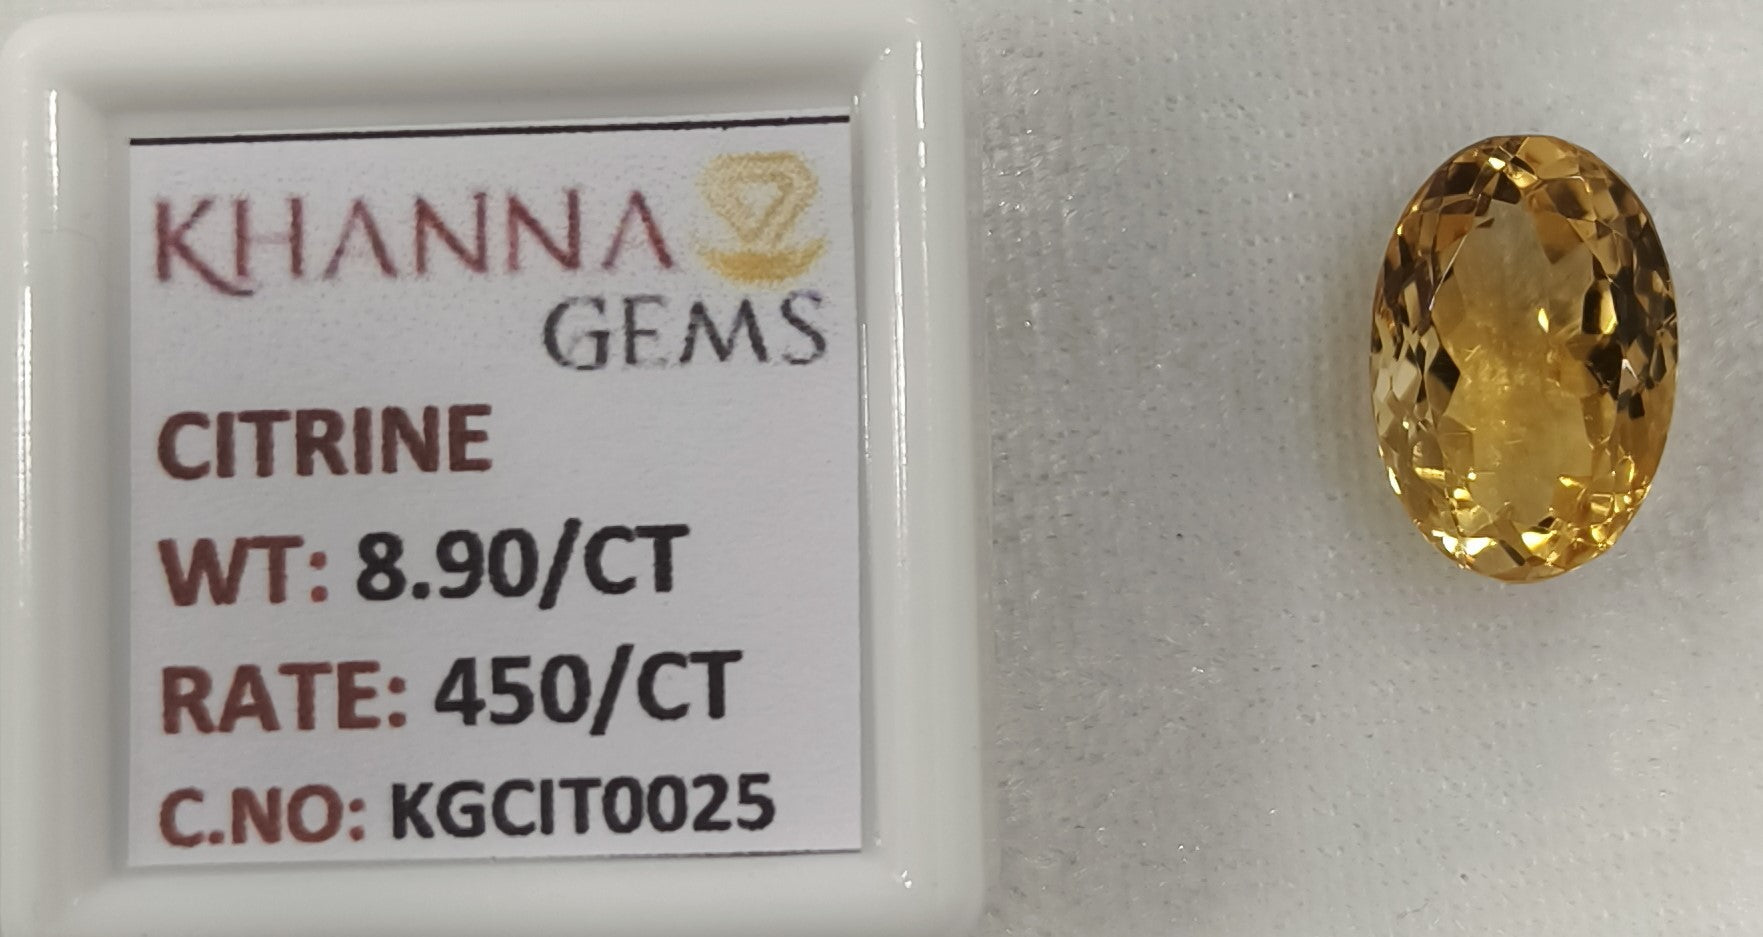 KHANNA
GEMS
CITRINE
WT: 8.90/CT
RATE: 450/CT
C.NO: KGCIT0025